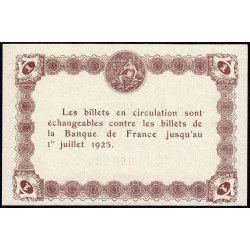 Les billets en circulation sont
échangeables contre les billets de
la Banque de France jusqu'au
1er juillet 1925.